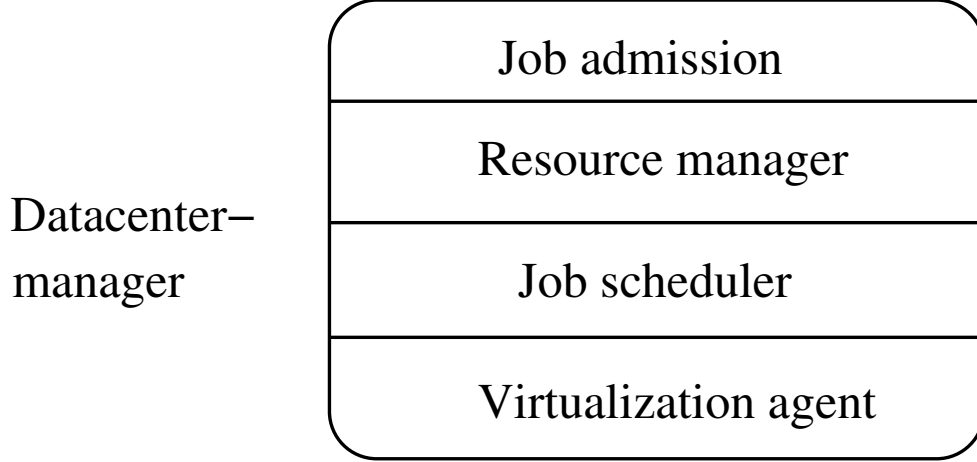 Job admission
Resource manager
Datacenter–
manager
Job scheduler
Virtualization agent